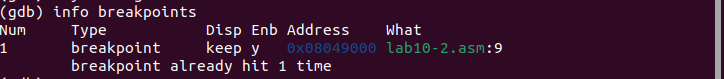 (gdb) info breakpoints
Num     Type           Disp Enb Address    What
1       breakpoint     keep y   0x08049000 lab10-2.asm:9
        breakpoint already hit 1 time